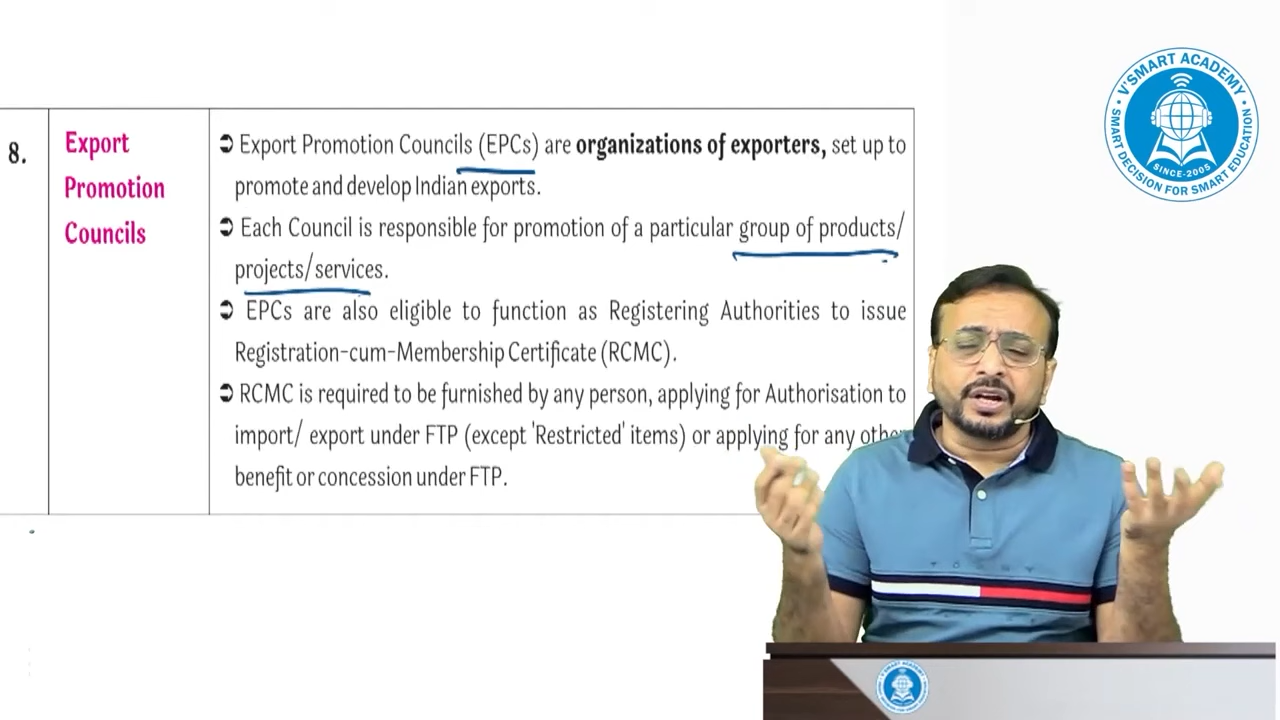 8.
Export
Promotion
Councils
➲ Export Promotion Councils (EPCs) are organizations of exporters, set up to
promote and develop Indian exports.
➲ Each Council is responsible for promotion of a particular group of products/
projects/services.
➲ EPCs are also eligible to function as Registering Authorities to issue
Registration-cum-Membership Certificate (RCMC).
➲ RCMC is required to be furnished by any person, applying for Authorisation to
import/ export under FTP (except 'Restricted' items) or applying for any other
benefit or concession under FTP.
V'SMART ACADEMY
SINCE-2005
SMART DECISION FOR SMART EDUCATION